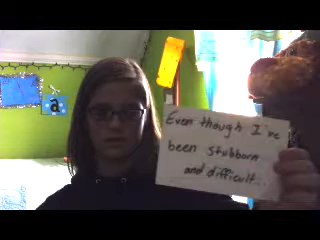 a
Even though I've
been stubborn
and difficult...